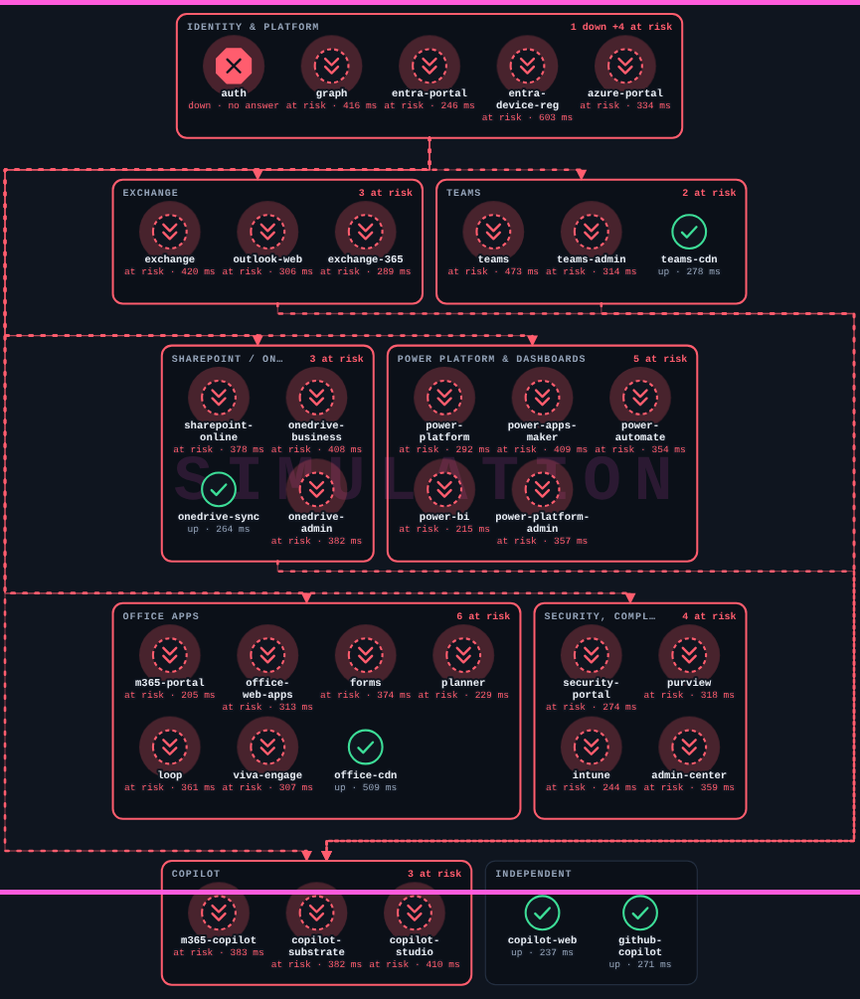 IDENTITY & PLATFORM 1 down +4 at risk
auth graph entra-portal entra-device-reg azure-portal
down · no answer at risk · 416 ms at risk · 246 ms at risk · 603 ms at risk · 334 ms
EXCHANGE 3 at risk
exchange outlook-web exchange-365
at risk · 420 ms at risk · 306 ms at risk · 289 ms
TEAMS 2 at risk
teams teams-admin teams-cdn
at risk · 473 ms at risk · 314 ms up · 278 ms
SHAREPOINT / ON… 3 at risk
sharepoint-online onedrive-business
at risk · 378 ms at risk · 408 ms
onedrive-sync onedrive-admin
up · 264 ms at risk · 382 ms
POWER PLATFORM & DASHBOARDS 5 at risk
power-platform power-apps-maker power-automate
at risk · 292 ms at risk · 409 ms at risk · 354 ms
power-bi power-platform-admin
at risk · 215 ms at risk · 357 ms
SIMULATION
OFFICE APPS 6 at risk
m365-portal office-web-apps forms planner
at risk · 205 ms at risk · 313 ms at risk · 374 ms at risk · 229 ms
loop viva-engage office-cdn
at risk · 361 ms at risk · 307 ms up · 509 ms
SECURITY, COMPL… 4 at risk
security-portal purview
at risk · 274 ms at risk · 318 ms
intune admin-center
at risk · 244 ms at risk · 359 ms
COPILOT 3 at risk
m365-copilot copilot-substrate copilot-studio
at risk · 383 ms at risk · 382 ms at risk · 410 ms
INDEPENDENT
copilot-web github-copilot
up · 237 ms up · 271 ms